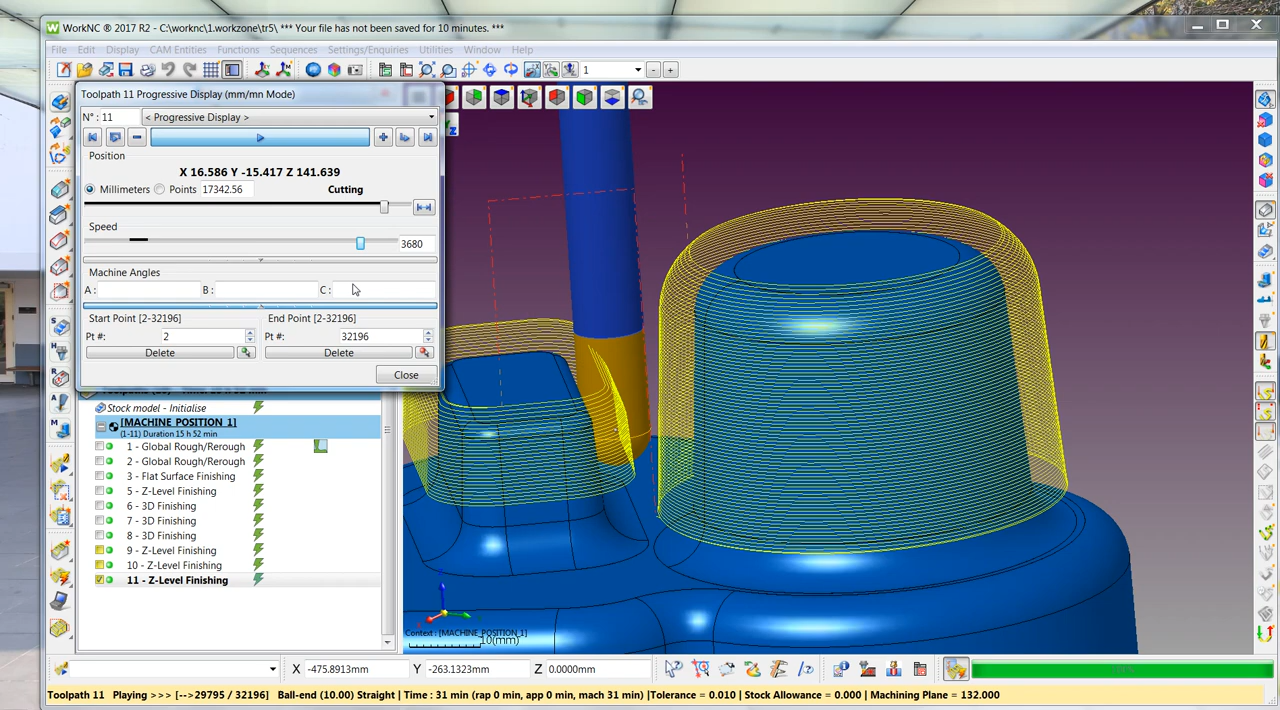 WorkNC ® 2017 R2 - C:\worknc\1.workzone\tr5\ *** Your file has not been saved for 10 minutes. ***
File Edit Display CAM Entities Functions Sequences Settings/Enquiries Utilities Window Help
1
Toolpath 11 Progressive Display (mm/mn Mode)
N° : 11 < Progressive Display >
Position
X 16.586 Y -15.417 Z 141.639
Millimeters Points 17342.56 Cutting
Speed
3680
Machine Angles
A : B : C :
Start Point [2-32196] End Point [2-32196]
Pt #: 2 Pt #: 32196
Delete Delete
Close
Stock model - Initialise
[MACHINE_POSITION_1]
(1-11) Duration 15 h 52 min
1 - Global Rough/Rerough
2 - Global Rough/Rerough
3 - Flat Surface Finishing
5 - Z-Level Finishing
6 - 3D Finishing
7 - 3D Finishing
8 - 3D Finishing
9 - Z-Level Finishing
10 - Z-Level Finishing
11 - Z-Level Finishing
Context : [MACHINE_POSITION_1]
10(mm)
X -475.8913mm Y -263.1323mm Z 0.0000mm
Toolpath 11 Playing >>> [-->29795 / 32196] Ball-end (10.00) Straight | Time : 31 min (rap 0 min, app 0 min, mach 31 min) |Tolerance = 0.010 | Stock Allowance = 0.000 | Machining Plane = 132.000